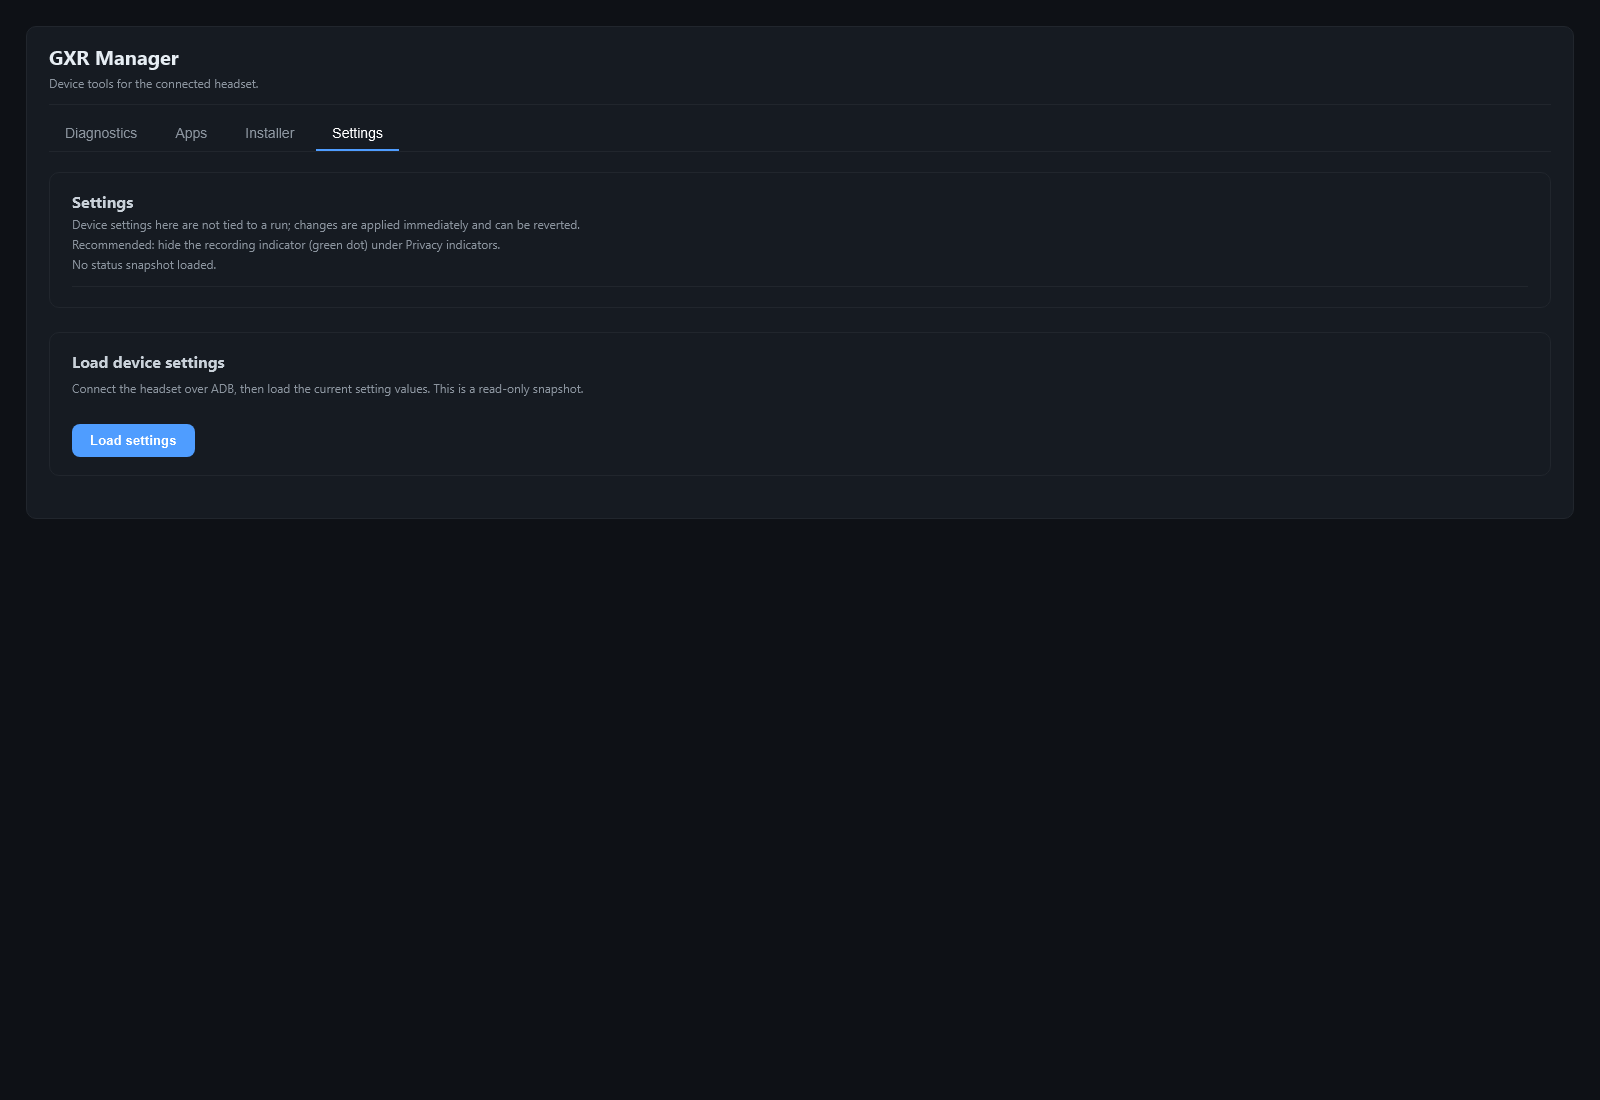 GXR Manager
Device tools for the connected headset.
Diagnostics Apps Installer Settings
Settings
Device settings here are not tied to a run; changes are applied immediately and can be reverted.
Recommended: hide the recording indicator (green dot) under Privacy indicators.
No status snapshot loaded.
Load device settings
Connect the headset over ADB, then load the current setting values. This is a read-only snapshot.
Load settings